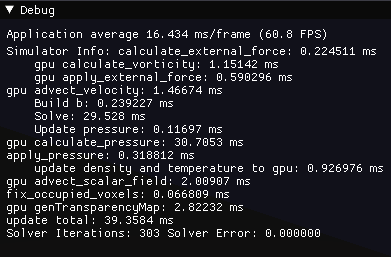 Debug
Application average 16.434 ms/frame (60.8 FPS)
Simulator Info: calculate_external_force: 0.224511 ms
gpu calculate_vorticity: 1.15142 ms
gpu apply_external_force: 0.590296 ms
gpu advect_velocity: 1.46674 ms
Build b: 0.239227 ms
Solve: 29.528 ms
Update pressure: 0.11697 ms
gpu calculate_pressure: 30.7053 ms
apply_pressure: 0.318812 ms
update density and temperature to gpu: 0.926976 ms
gpu advect_scalar_field: 2.00907 ms
fix_occupied_voxels: 0.066809 ms
gpu genTransparencyMap: 2.82232 ms
update total: 39.3584 ms
Solver Iterations: 303 Solver Error: 0.000000